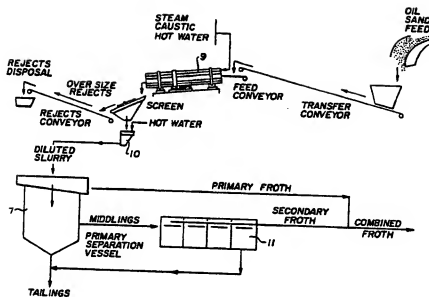 STEAM
CAUSTIC
HOT WATER
OIL
SAND
FEED
9
REJECTS
DISPOSAL
OVER SIZE
REJECTS
REJECTS
CONVEYOR
SCREEN
HOT WATER
FEED
CONVEYOR
TRANSFER
CONVEYOR
10
DILUTED
SLURRY
PRIMARY FROTH
7
MIDDLINGS
PRIMARY
SEPARATION
VESSEL
SECONDARY
FROTH
COMBINED
FROTH
11
TAILINGS